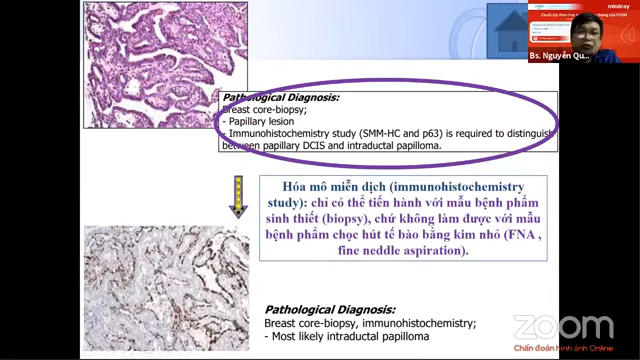 mindray
Bs. Nguyễn Qu...
Pathological Diagnosis:
Breast core-biopsy;
- Papillary lesion
- Immunohistochemistry study (SMM-HC and p63) is required to distinguish
between papillary DCIS and intraductal papilloma.
Hóa mô miễn dịch (immunohistochemistry
study): chỉ có thể tiến hành với mẫu bệnh phẩm
sinh thiết (biopsy), chứ không làm được với mẫu
bệnh phẩm chọc hút tế bào bằng kim nhỏ (FNA ,
fine neddle aspiration).
Pathological Diagnosis:
Breast core-biopsy, immunohistochemistry;
- Most likely intraductal papilloma
zoom
Chẩn đoán hình ảnh Online